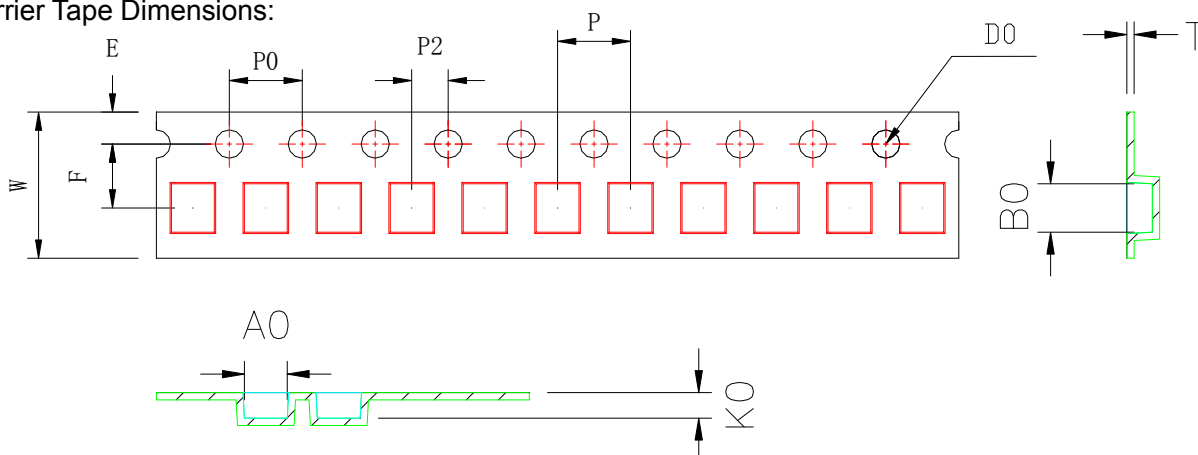 rrier Tape Dimensions:
E
P0
P2
P
D0
T
W
F
B0
A0
K0